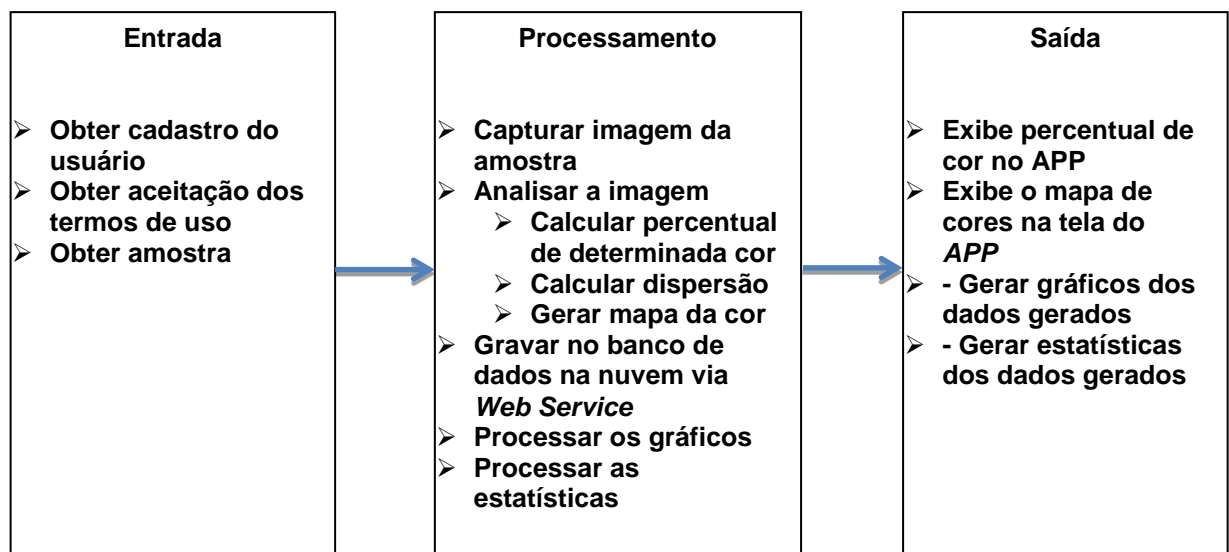 Entrada
➢ Obter cadastro do
usuário
➢ Obter aceitação dos
termos de uso
➢ Obter amostra
Processamento
➢ Capturar imagem da
amostra
➢ Analisar a imagem
➢ Calcular percentual
de determinada cor
➢ Calcular dispersão
➢ Gerar mapa da cor
➢ Gravar no banco de
dados na nuvem via
Web Service
➢ Processar os gráficos
➢ Processar as
estatísticas
Saída
➢ Exibe percentual de
cor no APP
➢ Exibe o mapa de
cores na tela do
APP
➢ - Gerar gráficos dos
dados gerados
➢ - Gerar estatísticas
dos dados gerados